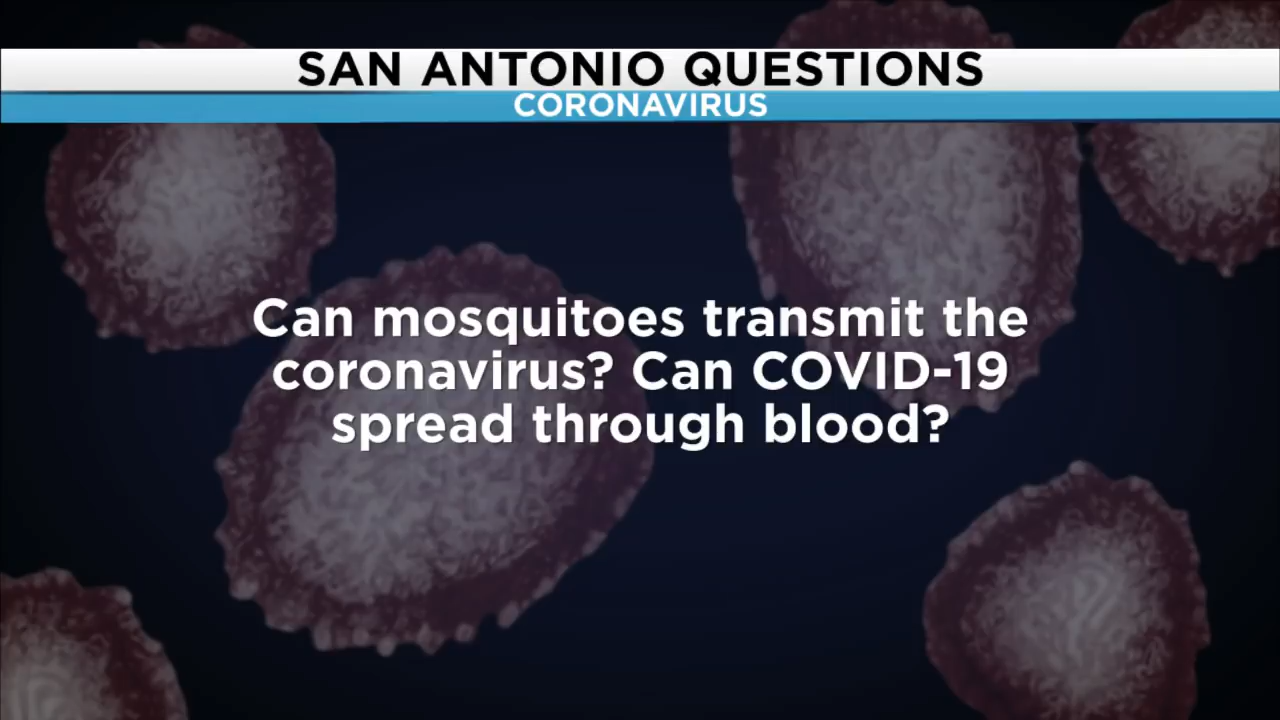 SAN ANTONIO QUESTIONS
CORONAVIRUS
Can mosquitoes transmit the
coronavirus? Can COVID-19
spread through blood?